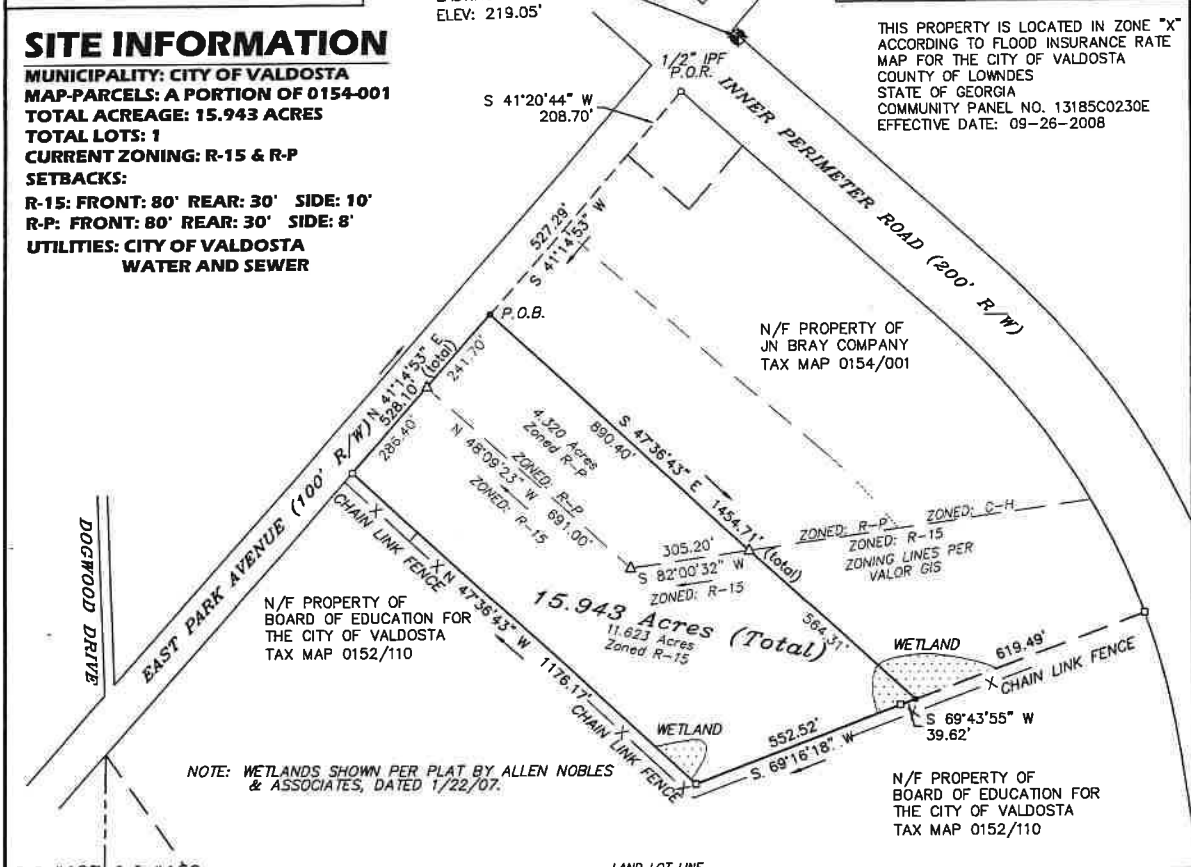 ELEV: 219.05'
SITE INFORMATION
MUNICIPALITY: CITY OF VALDOSTA
MAP-PARCELS: A PORTION OF 0154-001
TOTAL ACREAGE: 15.943 ACRES
TOTAL LOTS: 1
CURRENT ZONING: R-15 & R-P
SETBACKS:
R-15: FRONT: 80' REAR: 30' SIDE: 10'
R-P: FRONT: 80' REAR: 30' SIDE: 8'
UTILITIES: CITY OF VALDOSTA
WATER AND SEWER
THIS PROPERTY IS LOCATED IN ZONE "X"
ACCORDING TO FLOOD INSURANCE RATE
MAP FOR THE CITY OF VALDOSTA
COUNTY OF LOWNDES
STATE OF GEORGIA
COMMUNITY PANEL NO. 13185C0230E
EFFECTIVE DATE: 09-26-2008
1/2" IPF
P.O.R.
S 41°20'44" W
208.70'
INNER PERIMETER ROAD (200' R/W)
527.29'
S 41°14'53" W
P.O.B.
N/F PROPERTY OF
JN BRAY COMPANY
TAX MAP 0154/001
N 41°14'53" E
528.10' (total)
241.70'
286.40'
EAST PARK AVENUE (100' R/W)
DOGWOOD DRIVE
4.320 Acres
Zoned R-P
S 47°36'43" E 1454.71' (total)
890.40'
ZONED: R-P
N 48°09'23" W 691.00'
ZONED: R-15
305.20'
S 82°00'32" W
ZONED: R-15
ZONED: R-P
ZONED: C-H
ZONED: R-15
ZONING LINES PER
VALOR GIS
CHAIN LINK FENCE
N 47°36'43" W 1176.17'
CHAIN LINK FENCE
N/F PROPERTY OF
BOARD OF EDUCATION FOR
THE CITY OF VALDOSTA
TAX MAP 0152/110
15.943 Acres (Total)
11.623 Acres
Zoned R-15
564.31'
WETLAND
619.49'
CHAIN LINK FENCE
S 69°43'55" W
39.62'
WETLAND
552.52'
S 69°16'18" W
NOTE: WETLANDS SHOWN PER PLAT BY ALLEN NOBLES
& ASSOCIATES, DATED 1/22/07.
N/F PROPERTY OF
BOARD OF EDUCATION FOR
THE CITY OF VALDOSTA
TAX MAP 0152/110
LAND LOT LINE